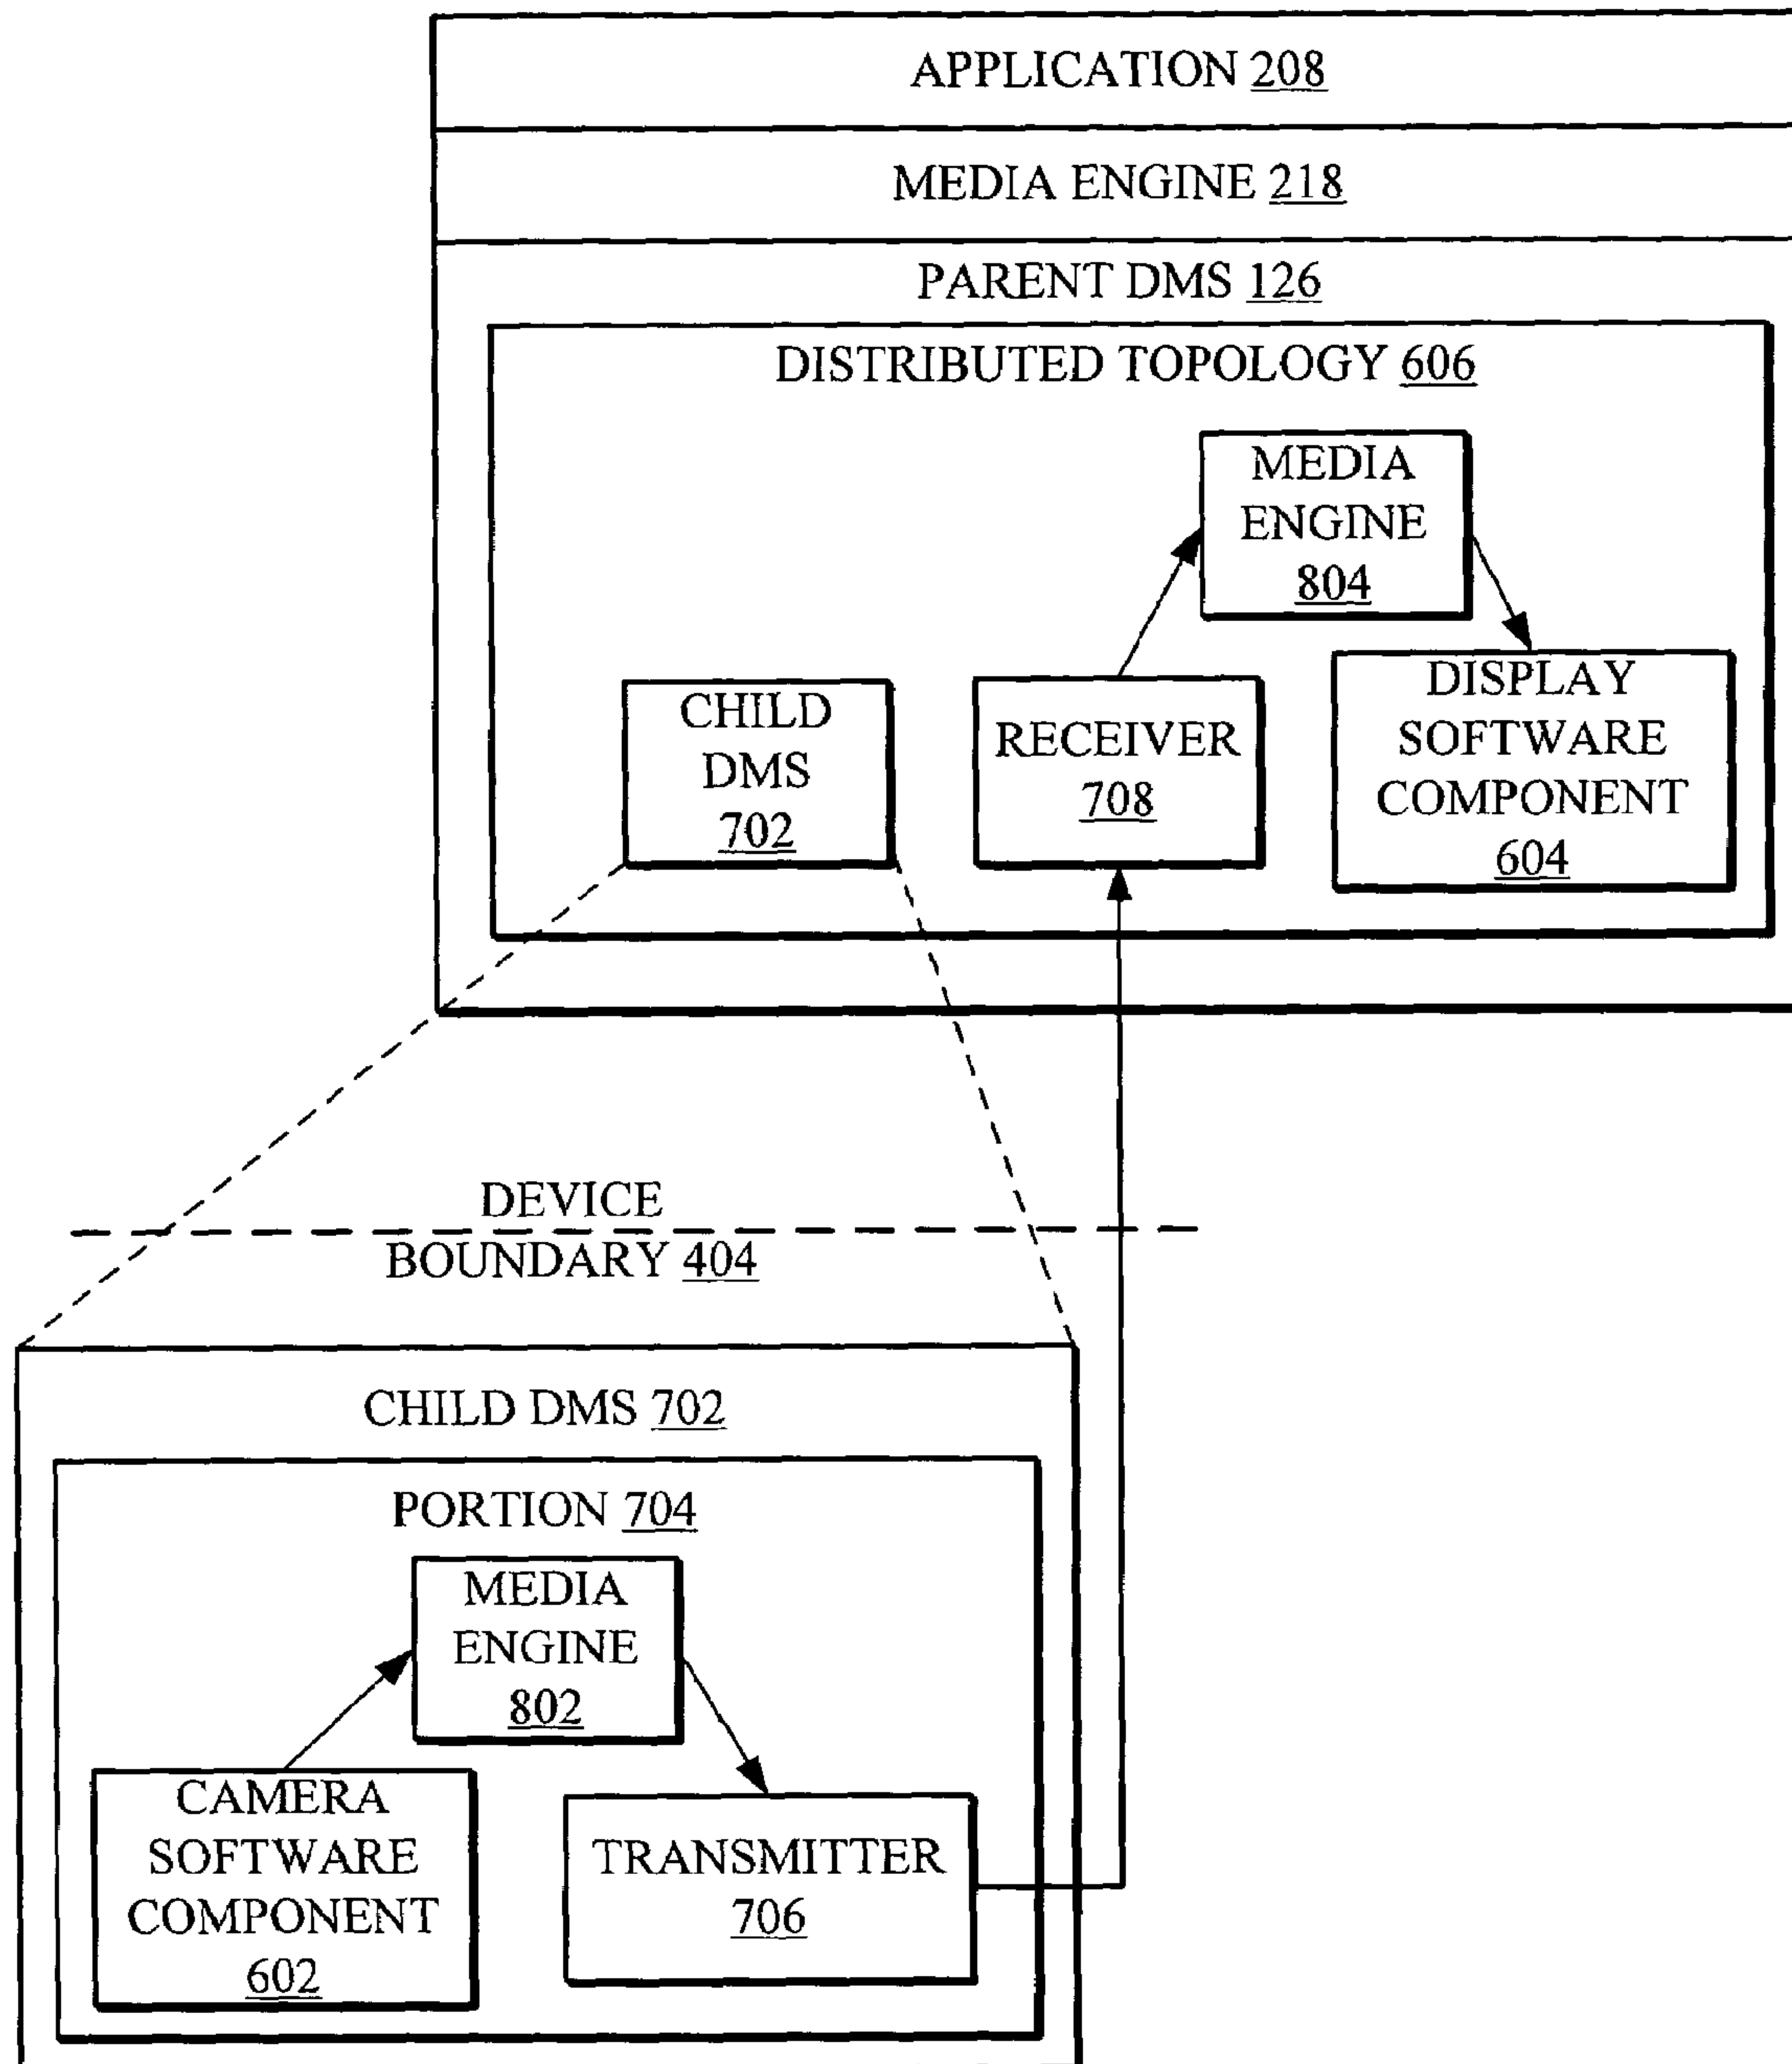 APPLICATION 208
MEDIA ENGINE 218
PARENT DMS 126
DISTRIBUTED TOPOLOGY 606
MEDIA
ENGINE
804
CHILD
DMS
702
RECEIVER
708
DISPLAY
SOFTWARE
COMPONENT
604
DEVICE
BOUNDARY 404
CHILD DMS 702
PORTION 704
MEDIA
ENGINE
802
CAMERA
SOFTWARE
COMPONENT
602
TRANSMITTER
706